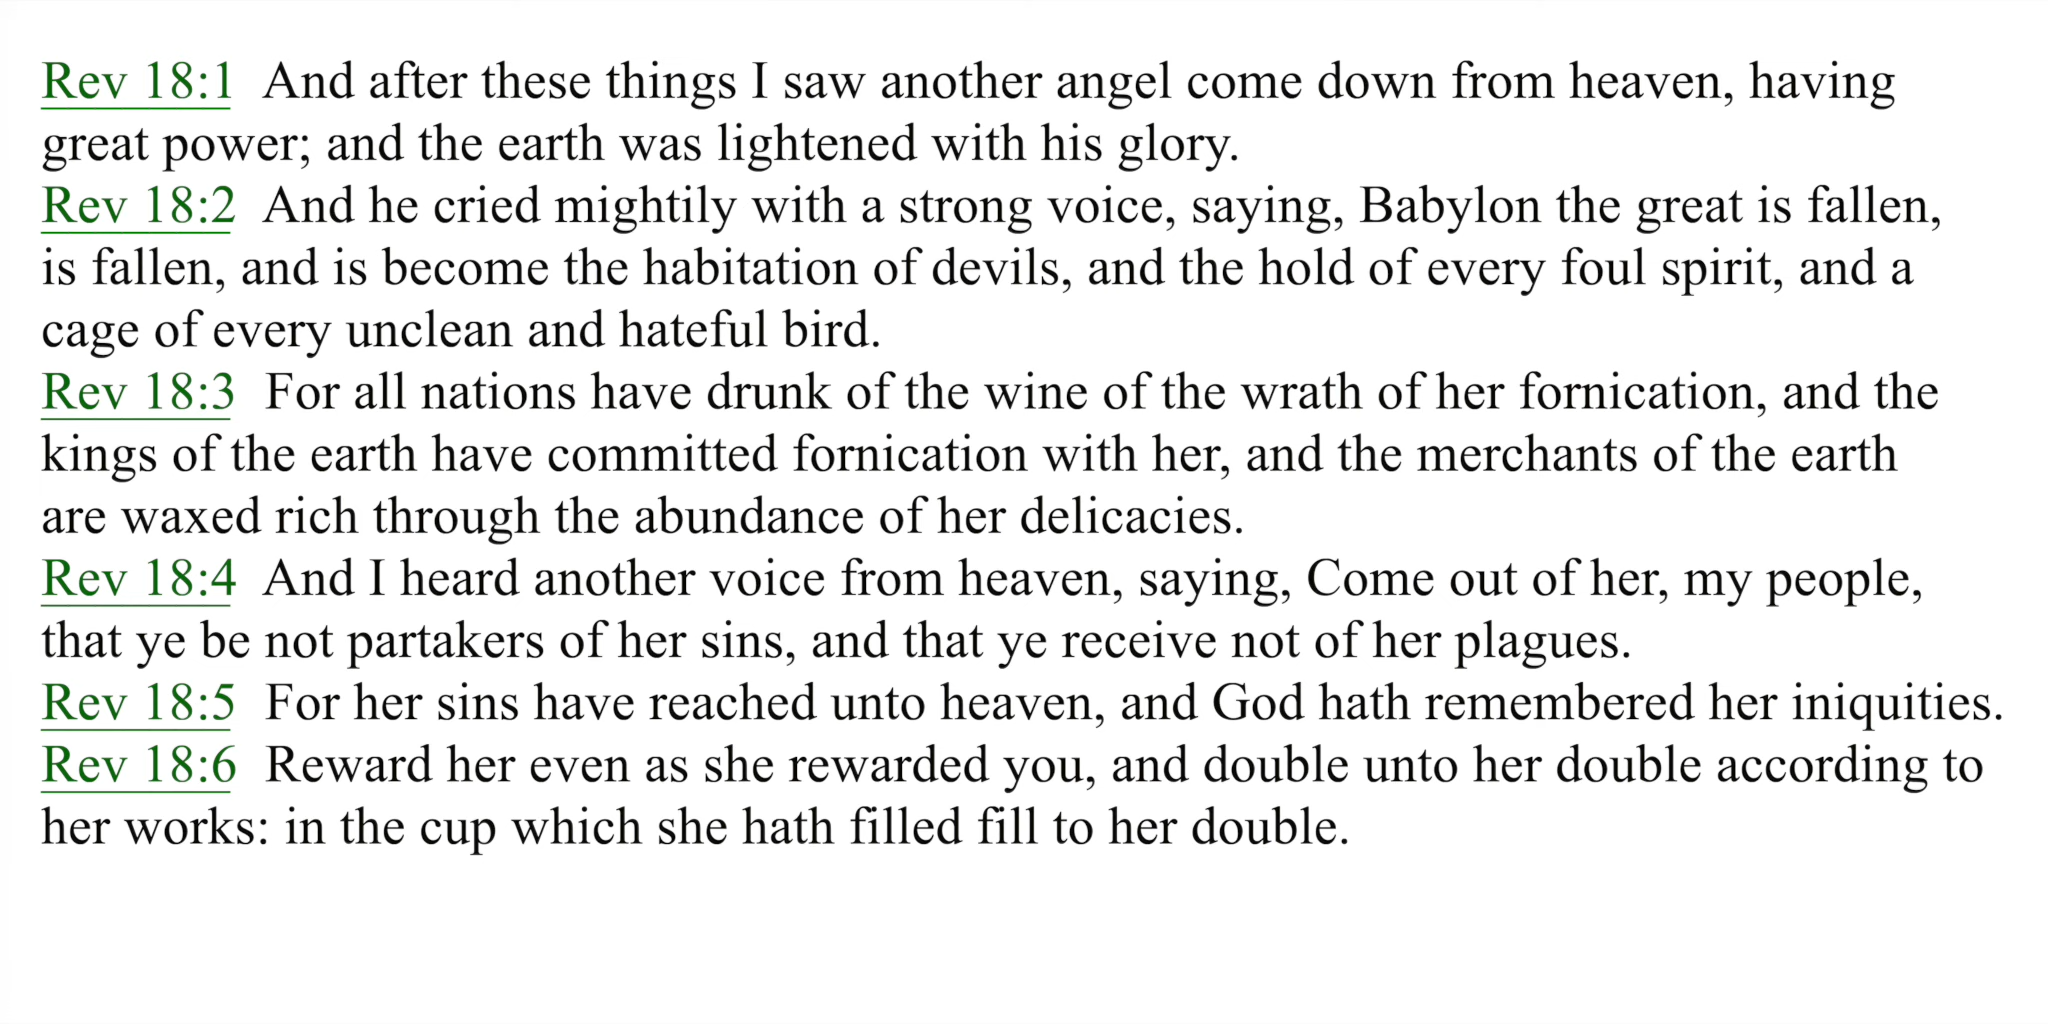 Rev 18:1  And after these things I saw another angel come down from heaven, having
great power; and the earth was lightened with his glory.
Rev 18:2  And he cried mightily with a strong voice, saying, Babylon the great is fallen,
is fallen, and is become the habitation of devils, and the hold of every foul spirit, and a
cage of every unclean and hateful bird.
Rev 18:3  For all nations have drunk of the wine of the wrath of her fornication, and the
kings of the earth have committed fornication with her, and the merchants of the earth
are waxed rich through the abundance of her delicacies.
Rev 18:4  And I heard another voice from heaven, saying, Come out of her, my people,
that ye be not partakers of her sins, and that ye receive not of her plagues.
Rev 18:5  For her sins have reached unto heaven, and God hath remembered her iniquities.
Rev 18:6  Reward her even as she rewarded you, and double unto her double according to
her works: in the cup which she hath filled fill to her double.